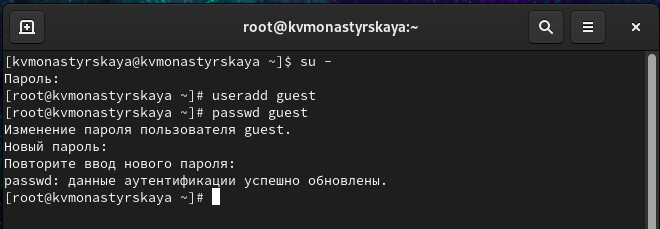 root@kvmonastyrskaya:~
[kvmonastyrskaya@kvmonastyrskaya ~]$ su -
Пароль:
[root@kvmonastyrskaya ~]# useradd guest
[root@kvmonastyrskaya ~]# passwd guest
Изменение пароля пользователя guest.
Новый пароль:
Повторите ввод нового пароля:
passwd: данные аутентификации успешно обновлены.
[root@kvmonastyrskaya ~]#